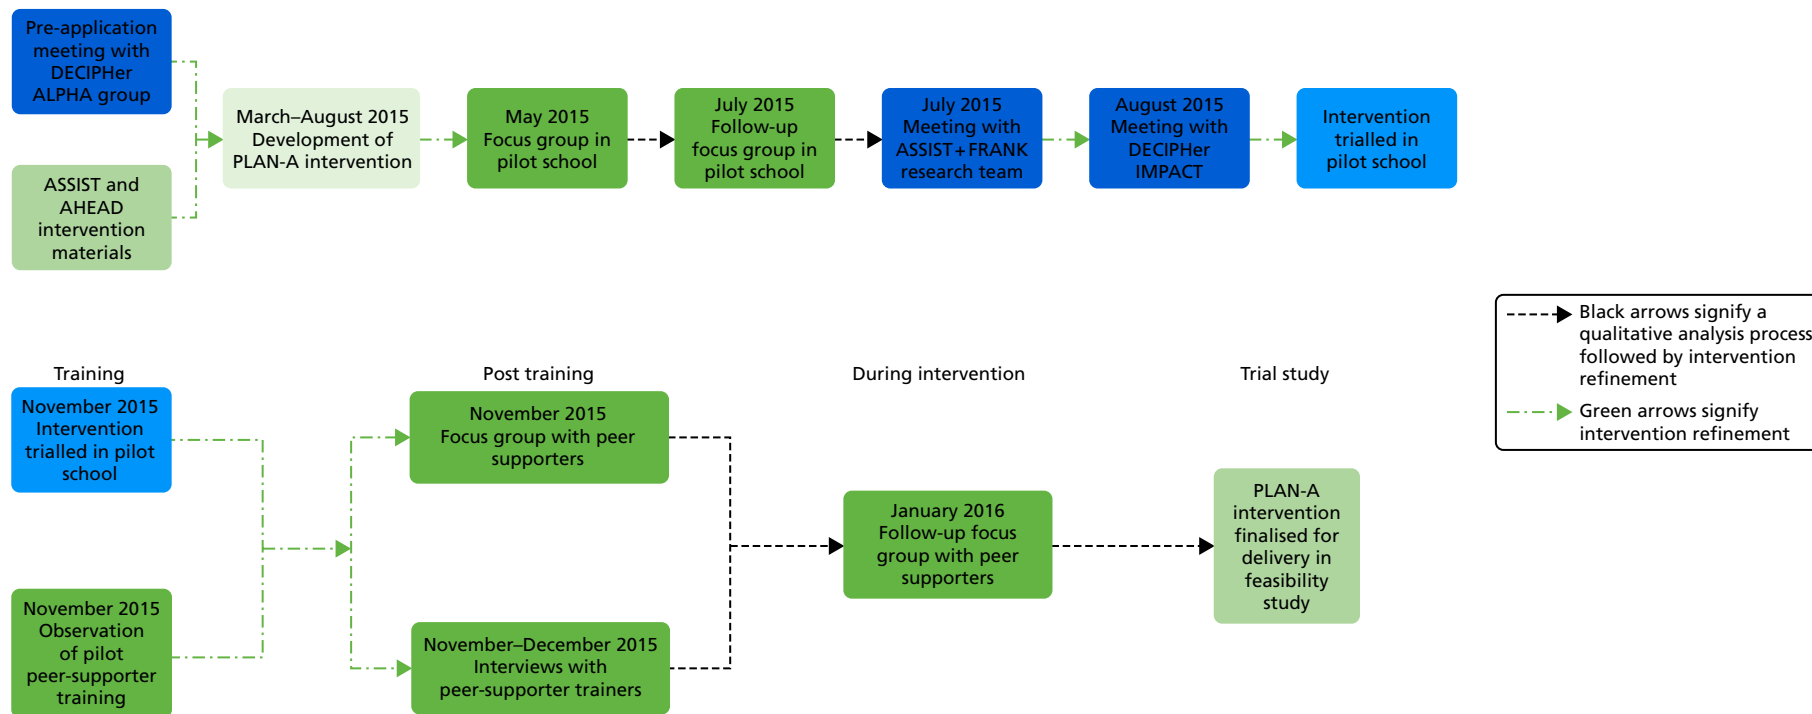 Pre-application
meeting with
DECIPHer
ALPHA group
ASSIST and
AHEAD
intervention
materials
March–August 2015
Development of
PLAN-A intervention
May 2015
Focus group in
pilot school
July 2015
Follow-up
focus group in
pilot school
July 2015
Meeting with
ASSIST+FRANK
research team
August 2015
Meeting with
DECIPHer
IMPACT
Intervention
trialled in
pilot school
Black arrows signify a
qualitative analysis process
followed by intervention
refinement
Green arrows signify
intervention refinement
Training
November 2015
Intervention
trialled in pilot
school
November 2015
Observation
of pilot
peer-supporter
training
Post training
November 2015
Focus group with peer
supporters
November–December 2015
Interviews with
peer-supporter trainers
During intervention
January 2016
Follow-up focus
group with peer
supporters
Trial study
PLAN-A
intervention
finalised for
delivery in
feasibility
study